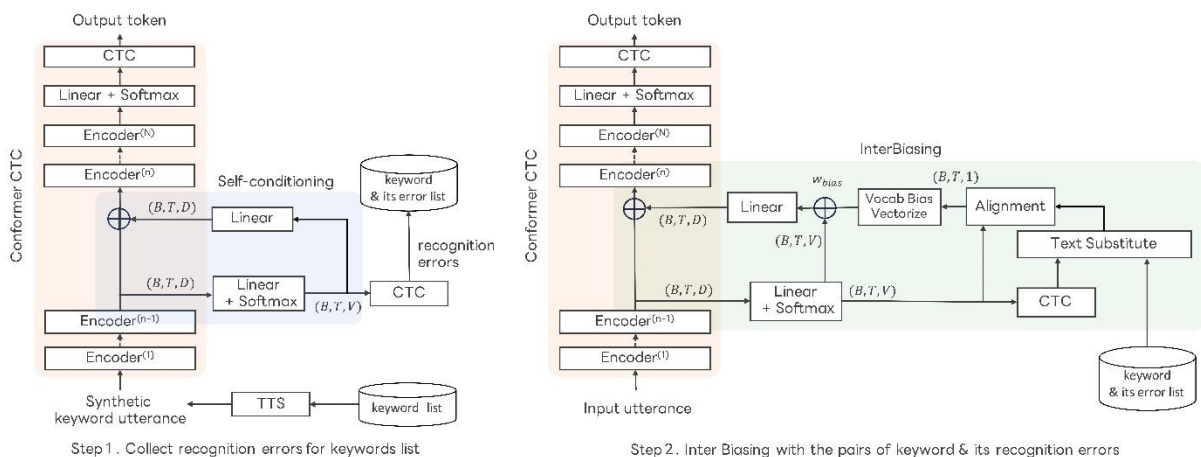 Output token
CTC
Linear + Softmax
Encoder(N)
Encoder(n)
Self-conditioning
keyword
& its error list
(B,T,D)
Linear
recognition
errors
(B,T,D)
Linear
+ Softmax
(B,T,V)
CTC
Encoder(n-1)
Encoder(1)
Conformer CTC
Synthetic
keyword utterance
TTS
keyword list
Step 1. Collect recognition errors for keywords list
Output token
CTC
Linear + Softmax
Encoder(N)
Encoder(n)
InterBiasing
(B,T,D)
Linear
w_bias
Vocab Bias
Vectorize
(B,T,1)
Alignment
(B,T,V)
Text Substitute
(B,T,D)
Linear
+ Softmax
(B,T,V)
CTC
Encoder(n-1)
Encoder(1)
Conformer CTC
Input utterance
keyword
& its error list
Step 2. Inter Biasing with the pairs of keyword & its recognition errors